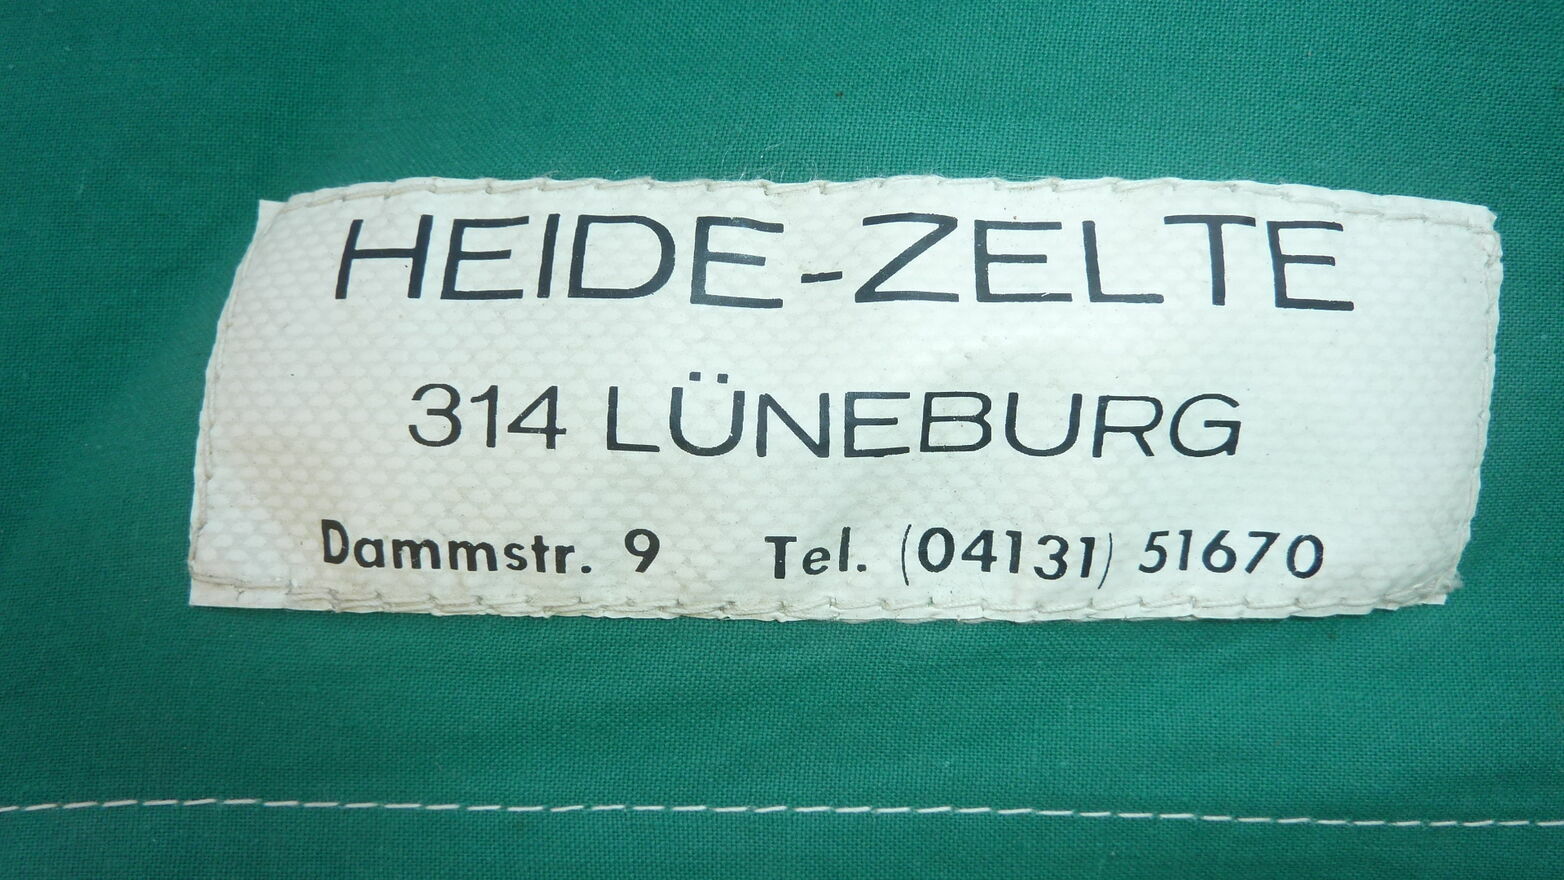 HEIDE-ZELTE
314 LÜNEBURG
Dammstr. 9 Tel. (04131) 51670